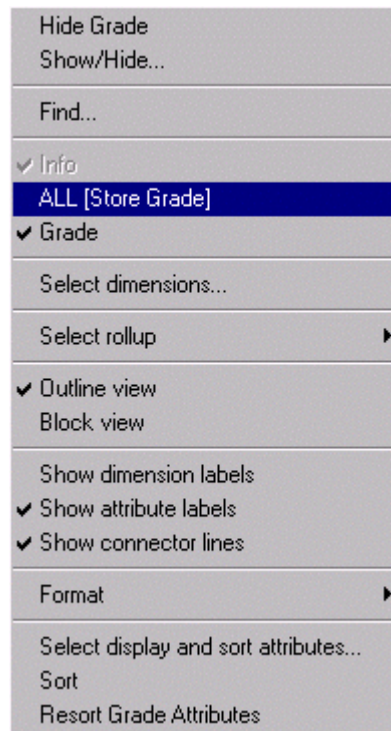 Hide Grade
Show/Hide...
Find...
Info
ALL [Store Grade]
Grade
Select dimensions...
Select rollup
Outline view
Block view
Show dimension labels
Show attribute labels
Show connector lines
Format
Select display and sort attributes...
Sort
Resort Grade Attributes